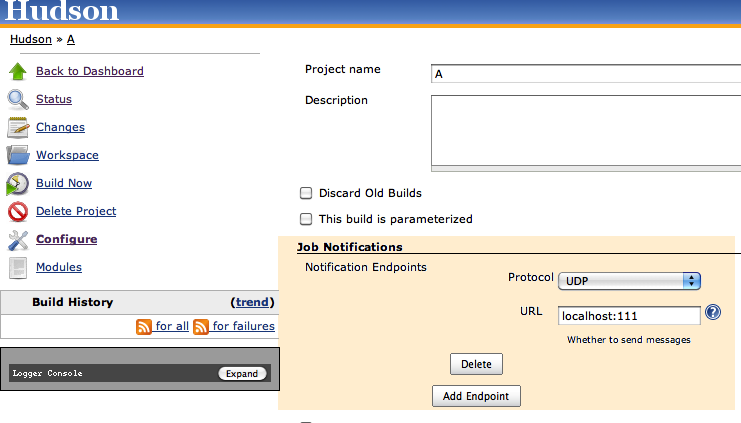 Hudson
Hudson » A
Back to Dashboard
Status
Changes
Workspace
Build Now
Delete Project
Configure
Modules
Build History (trend)
for all for failures
Logger Console Expand
Project name A
Description
Discard Old Builds
This build is parameterized
Job Notifications
Notification Endpoints
Protocol UDP
URL localhost:111
Whether to send messages
Delete
Add Endpoint